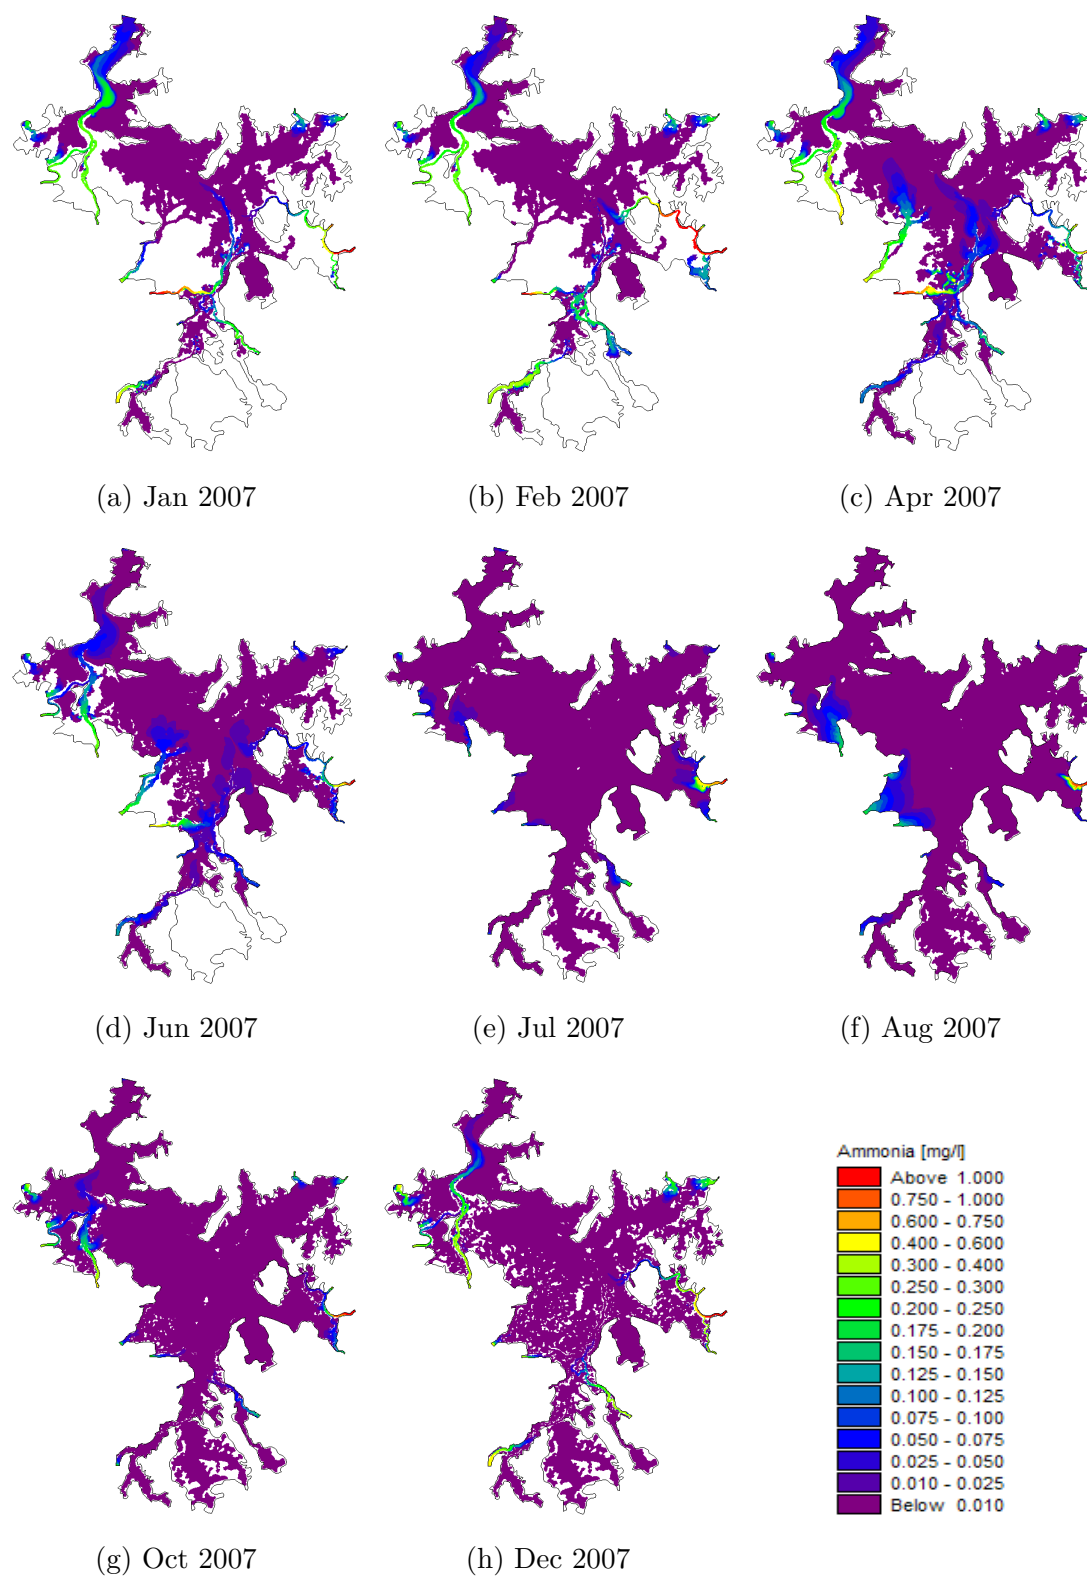 (a) Jan 2007
(b) Feb 2007
(c) Apr 2007
(d) Jun 2007
(e) Jul 2007
(f) Aug 2007
Ammonia [mg/l]
Above 1.000
0.750 - 1.000
0.600 - 0.750
0.400 - 0.600
0.300 - 0.400
0.250 - 0.300
0.200 - 0.250
0.175 - 0.200
0.150 - 0.175
0.125 - 0.150
0.100 - 0.125
0.075 - 0.100
0.050 - 0.075
0.025 - 0.050
0.010 - 0.025
Below 0.010
(g) Oct 2007
(h) Dec 2007